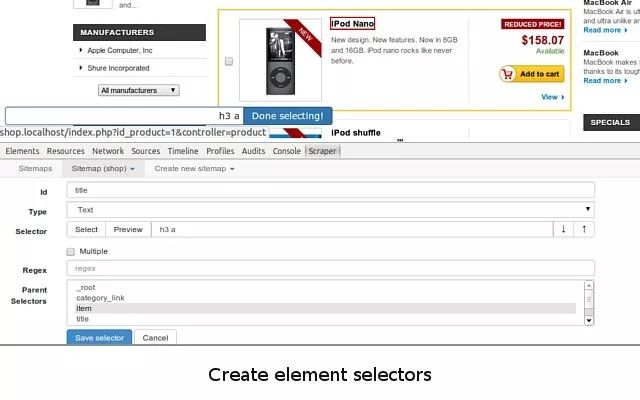 and...
MANUFACTURERS
Apple Computer, Inc
Shure Incorporated
All manufacturers
NEW
iPod Nano
New design. New features. Now in 8GB
and 16GB. iPod nano rocks like never
before.
REDUCED PRICE!
$158.07
Available
Add to cart
View
MacBook Air
MacBook Air is ult
and ultra unlike an
Read more
MacBook
MacBook makes
thanks to its tough
Read more
SPECIALS
iPod shuffle
h3 a
Done selecting!
shop.localhost/index.php?id_product=1&controller=product
Elements Resources Network Sources Timeline Profiles Audits Console Scraper
Sitemaps Sitemap (shop) Create new sitemap
Id title
Type Text
Selector Select Preview h3 a ↓ ↑
Multiple
Regex regex
Parent Selectors
_root
category_link
item
title
Save selector Cancel
Create element selectors